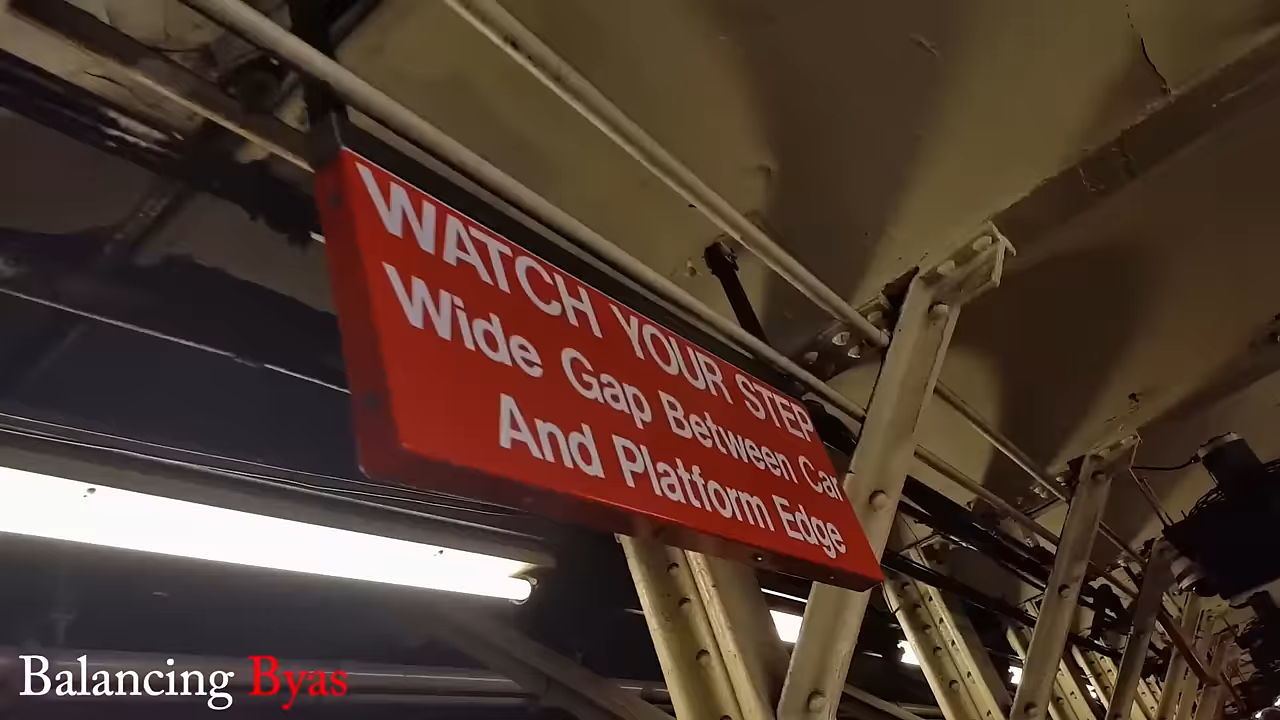 WATCH YOUR STEP
Wide Gap Between Car
And Platform Edge
Balancing Byas